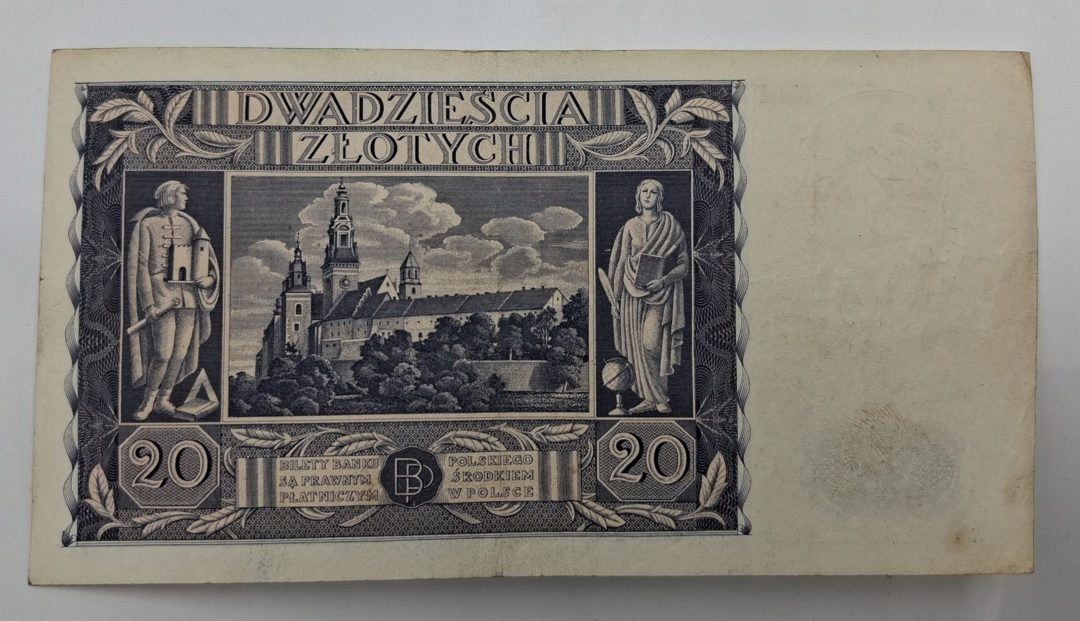 DWADZIEŚCIA
ZŁOTYCH
20
BILETY BANKU
SĄ PRAWNYM
PŁATNICZYM
BP
POLSKIEGO
ŚRODKIEM
W POLSCE
20